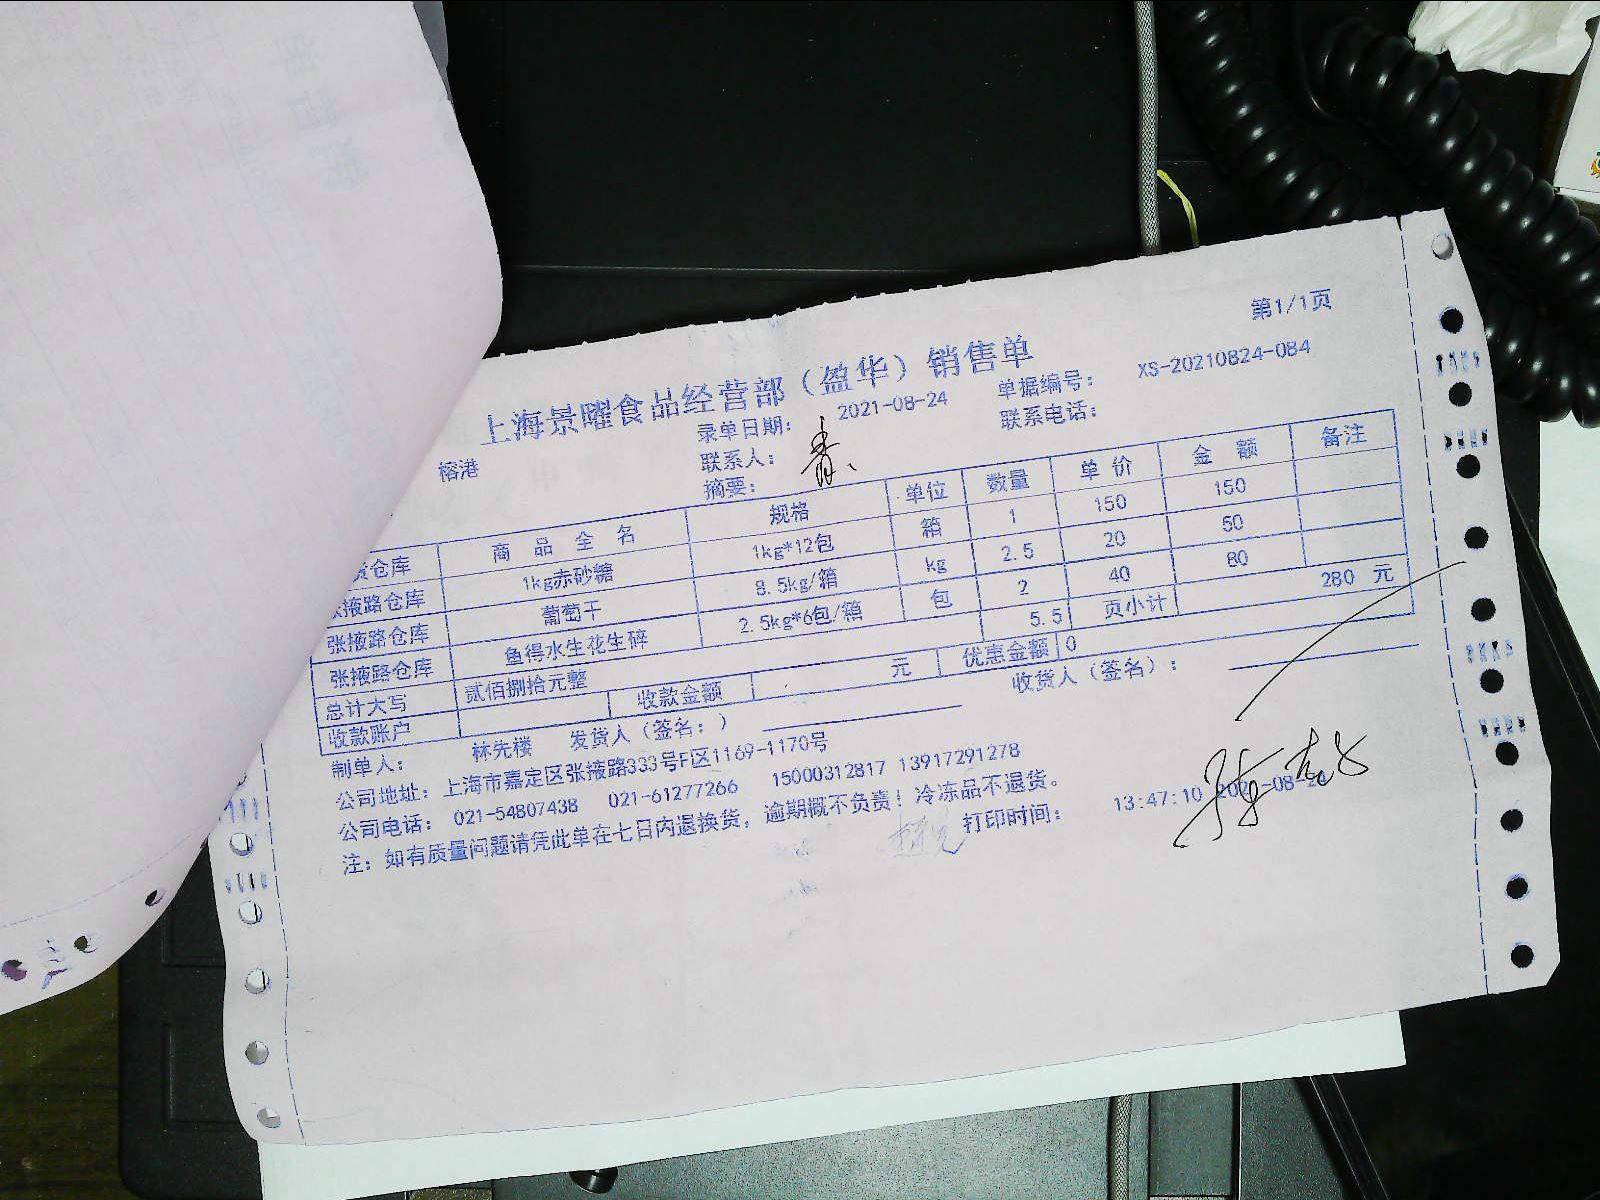 第1/1页
上海景曜食品经营部（盈华）销售单
录单日期： 2021-08-24 单据编号： XS-20210824-084
榕港 联系人： 联系电话：
摘要：
货仓库 商 品 全 名 规格 单位 数量 单 价 金 额 备注
张掖路仓库 1kg赤砂糖 1kg*12包 箱 1 150 150
张掖路仓库 葡萄干 8.5kg/箱 kg 2.5 20 50
张掖路仓库 鱼得水生花生碎 2.5kg*6包/箱 包 2 40 80
总计大写 贰佰捌拾元整 5.5 页小计 280 元
收款账户 收款金额 元 优惠金额 0
制单人： 林先楼 发货人（签名：） 收货人（签名）：
公司地址：上海市嘉定区张掖路333号F区1169-1170号
公司电话： 021-54807438 021-61277266 15000312817 13917291278
注：如有质量问题请凭此单在七日内退换货，逾期概不负责！冷冻品不退货。
打印时间： 13:47:10